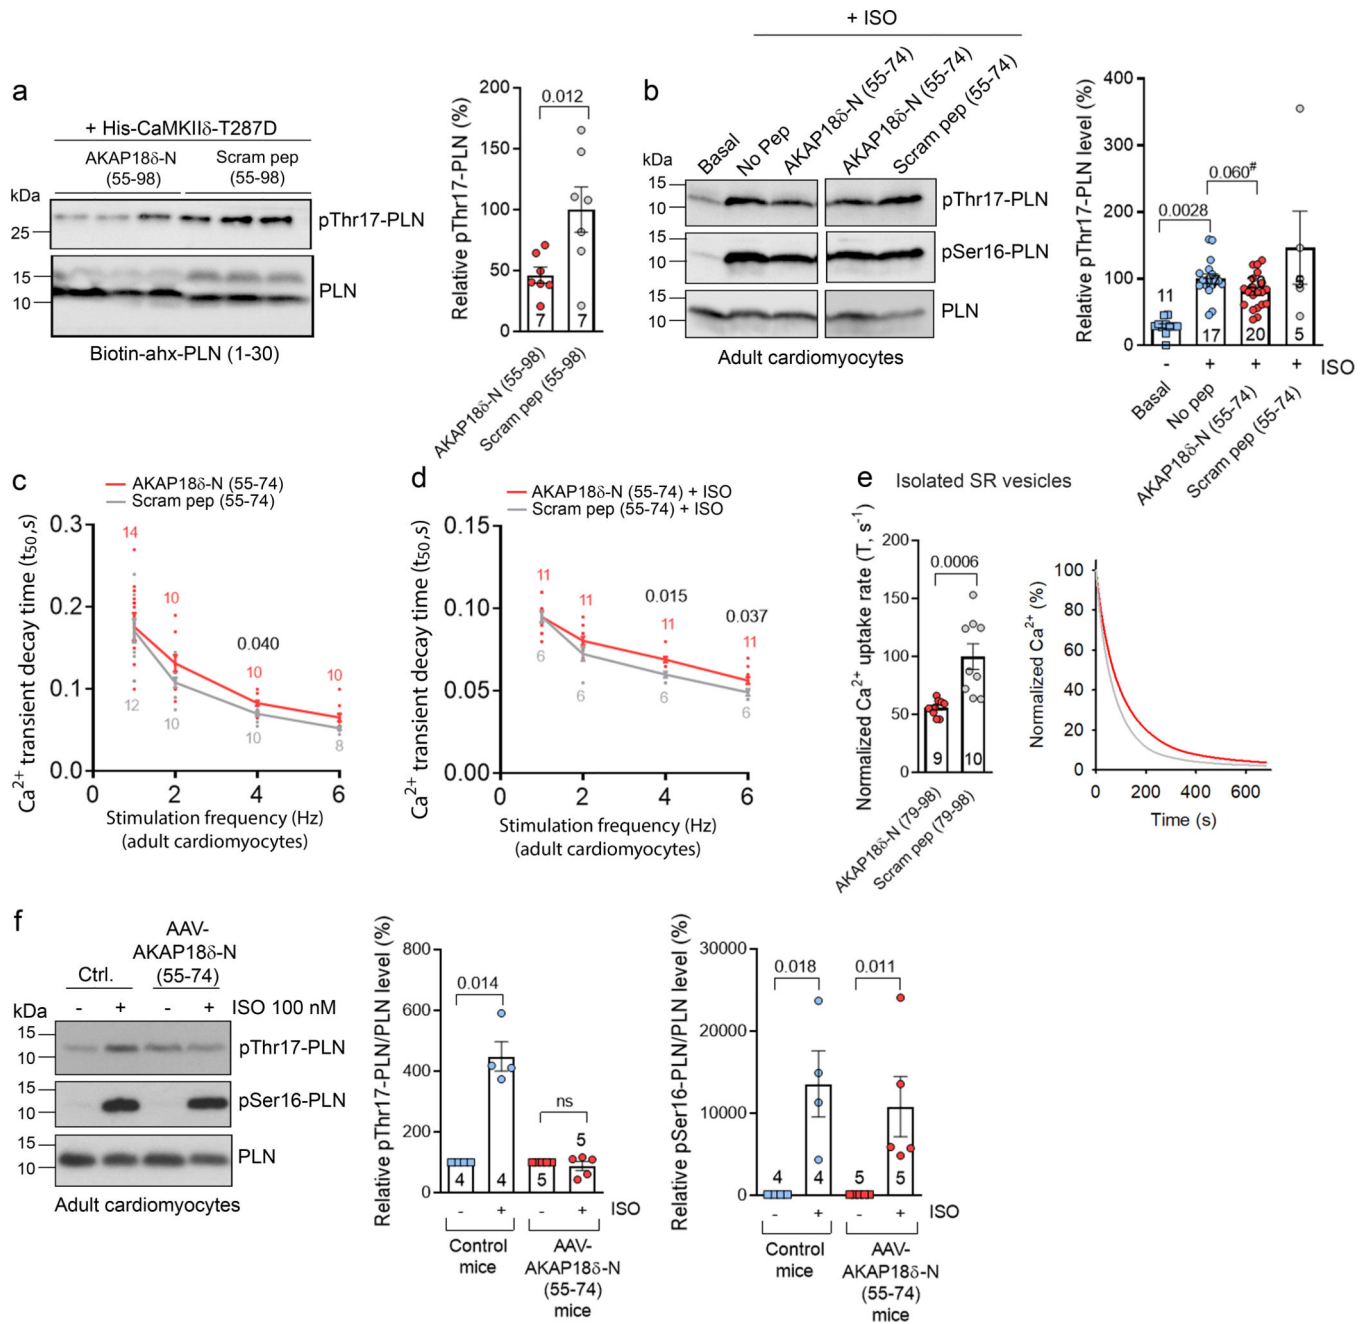 a
+ His-CaMKIIδ-T287D
AKAP18δ-N
(55-98)
Scram pep
(55-98)
kDa
25
15
10
pThr17-PLN
PLN
Biotin-ahx-PLN (1-30)
Relative pThr17-PLN (%)
200
150
100
50
0
0.012
7
7
AKAP18δ-N (55-98)
Scram pep (55-98)
b
+ ISO
Basal
No Pep
AKAP18δ-N (55-74)
AKAP18δ-N (55-74)
Scram pep (55-74)
kDa
15
10
pThr17-PLN
15
10
pSer16-PLN
15
10
PLN
Adult cardiomyocytes
Relative pThr17-PLN level (%)
400
300
200
100
0
0.0028
0.060#
11
17
20
5
- + + + ISO
Basal
No pep
AKAP18δ-N (55-74)
Scram pep (55-74)
c
AKAP18δ-N (55-74)
Scram pep (55-74)
Ca2+ transient decay time (t50,s)
0.3
0.2
0.1
0.0
14
10
0.040
10
10
12
10
10
8
0 2 4 6
Stimulation frequency (Hz)
(adult cardiomyocytes)
d
AKAP18δ-N (55-74) + ISO
Scram pep (55-74) + ISO
Ca2+ transient decay time (t50,s)
0.15
0.10
0.05
0.00
11
11
0.015
11
0.037
11
6
6
6
6
0 2 4 6
Stimulation frequency (Hz)
(adult cardiomyocytes)
e
Isolated SR vesicles
Normalized Ca2+ uptake rate (T, s-1)
200
150
100
50
0
0.0006
9
10
AKAP18δ-N (79-98)
Scram pep (79-98)
Normalized Ca2+ (%)
100
80
60
40
20
0
0 200 400 600
Time (s)
f
Ctrl.
AAV-
AKAP18δ-N
(55-74)
kDa
- + - + ISO 100 nM
15
10
pThr17-PLN
15
10
pSer16-PLN
15
10
PLN
Adult cardiomyocytes
Relative pThr17-PLN/PLN level (%)
800
600
400
200
0
0.014
ns
4
4
5
5
- + - + ISO
Control
mice
AAV-
AKAP18δ-N
(55-74)
mice
Relative pSer16-PLN/PLN level (%)
30000
20000
10000
0
0.018
0.011
4
4
5
5
- + - + ISO
Control
mice
AAV-
AKAP18δ-N
(55-74)
mice